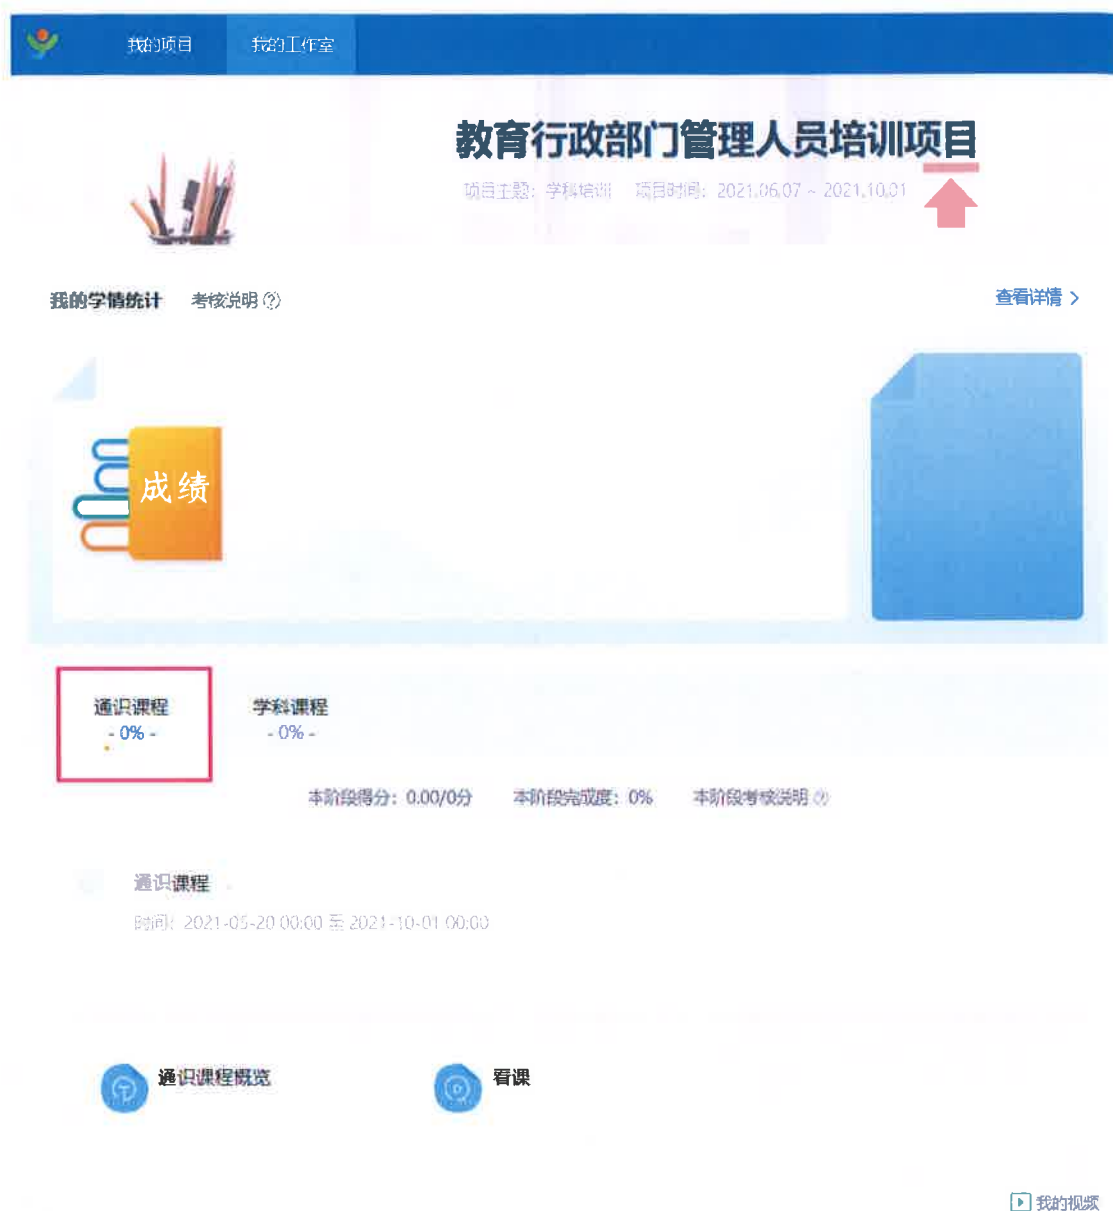 我的项目 我的工作室
教育行政部门管理人员培训项目
项目主题：学科培训 项目时间：2021.06.07 ~ 2021.10.01
我的学情统计 考核说明 查看详情 >
成绩
通识课程 学科课程
- 0% - - 0% -
本阶段得分：0.00/0分 本阶段完成度：0% 本阶段考核说明
通识课程
时间：2021-05-20 00:00 至 2021-10-01 00:00
通识课程概览 看课
我的视频